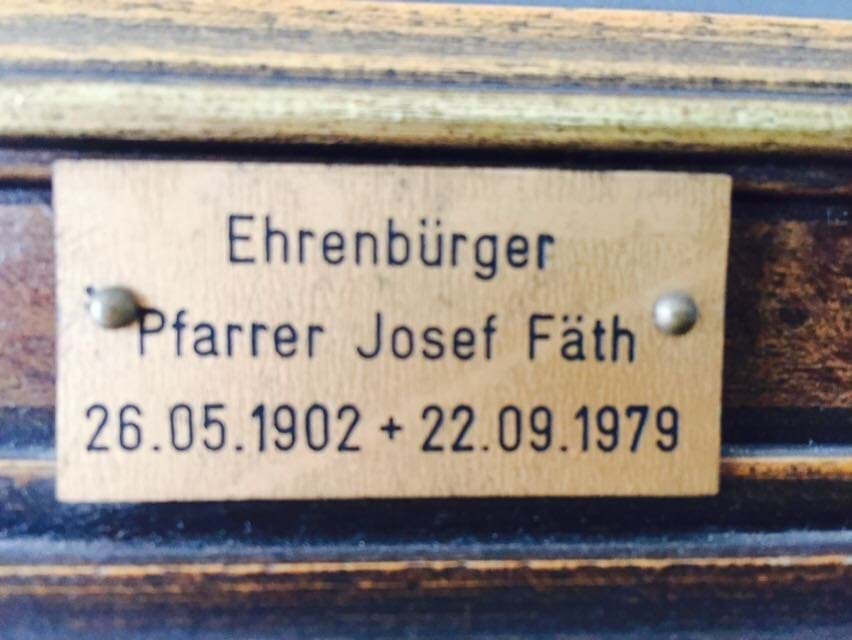 Ehrenbürger
Pfarrer Josef Fäth
26.05.1902 + 22.09.1979